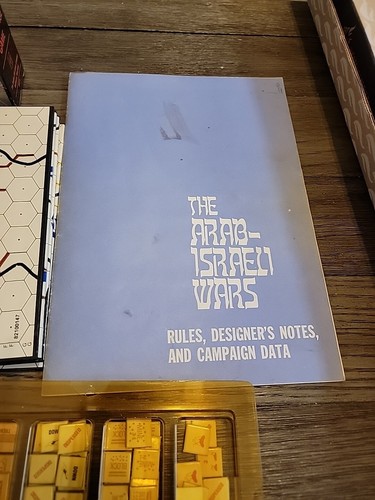 THE
ARAB-
ISRAELI
WARS
RULES, DESIGNER'S NOTES,
AND CAMPAIGN DATA